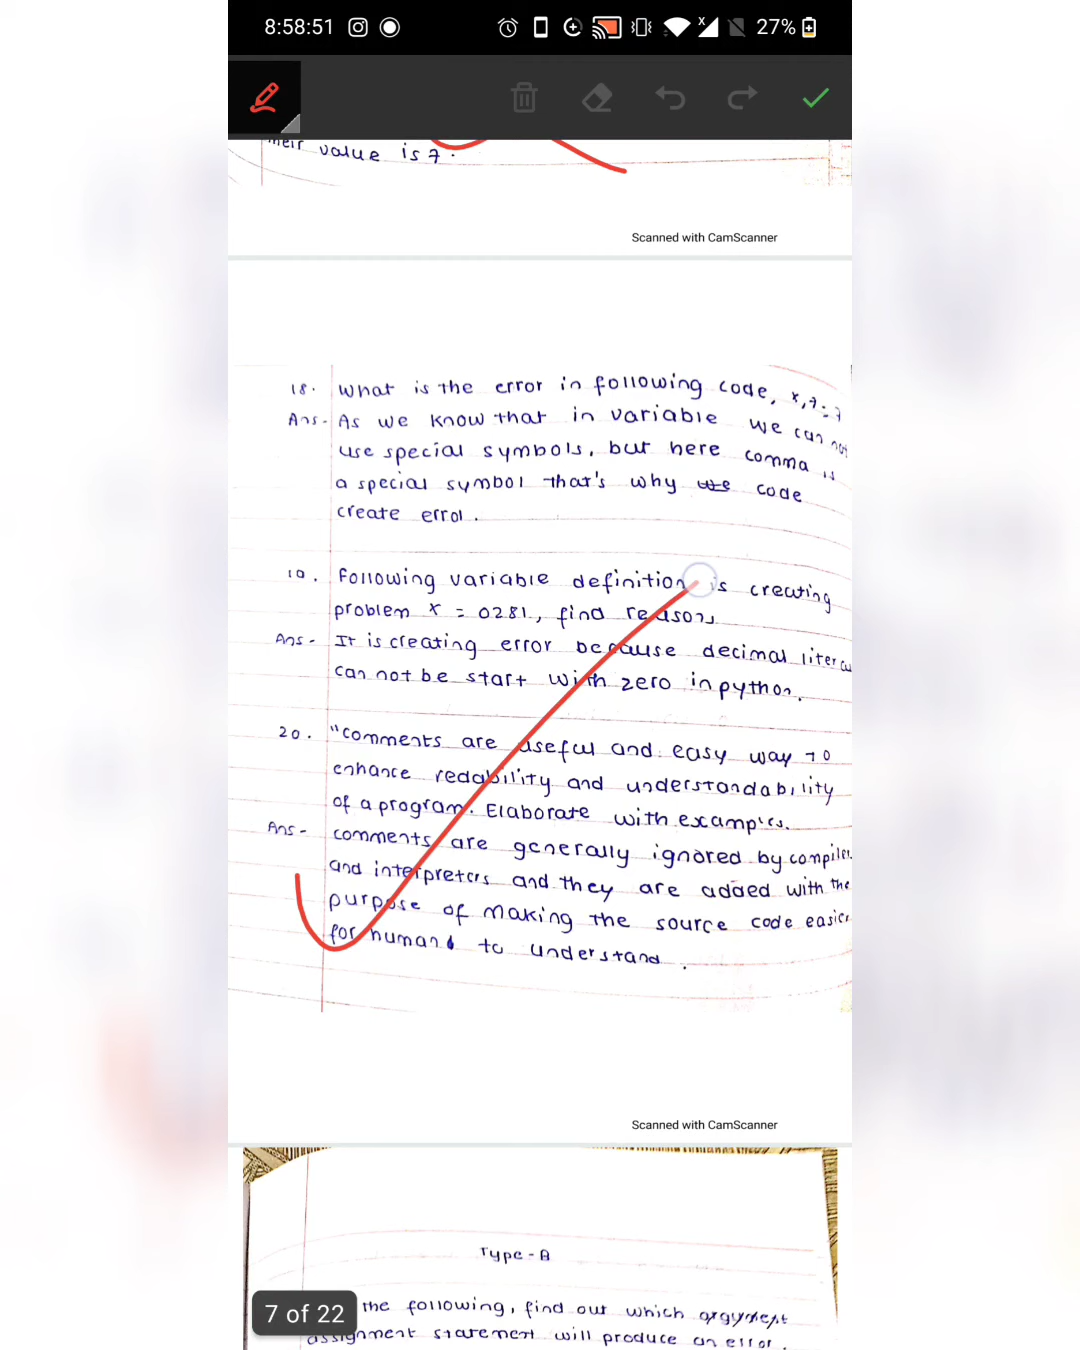 8:58:51 27%
their value is 7.
Scanned with CamScanner
18. What is the error in following code, x,7=7
Ans- As we know that in variable we can not
use special symbols, but here comma is
a special symbol that's why code
create error.
19. Following variable definition is creating
problem x = 0281, find reason.
Ans- It is creating error because decimal litera
can not be start with zero in python.
20. "Comments are useful and easy way to
enhance redability and understandability
of a program. Elaborate with examples.
Ans- comments are generally ignored by compiler
and interpreters and they are added with the
purpose of making the source code easier
for humans to understand.
Scanned with CamScanner
Type - B
the following, find out which
assignment statement will produce an error.
7 of 22